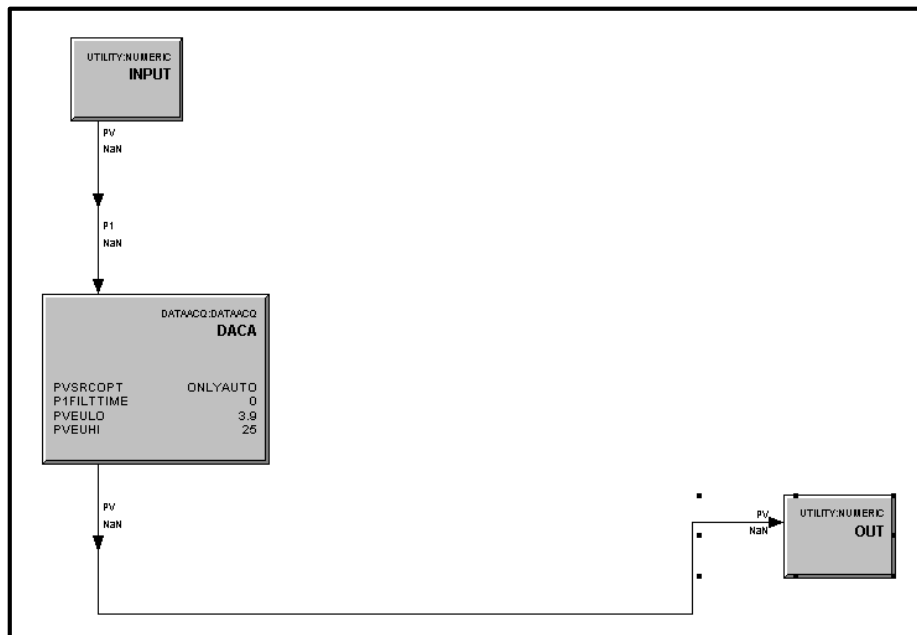 UTILITY:NUMERIC
INPUT
PV
NaN
P1
NaN
DATAACQ:DATAACQ
DACA
PVSRCOPT ONLYAUTO
P1FILTTIME 0
PVEULO 3.9
PVEUHI 25
PV
NaN
PV
NaN
UTILITY:NUMERIC
OUT